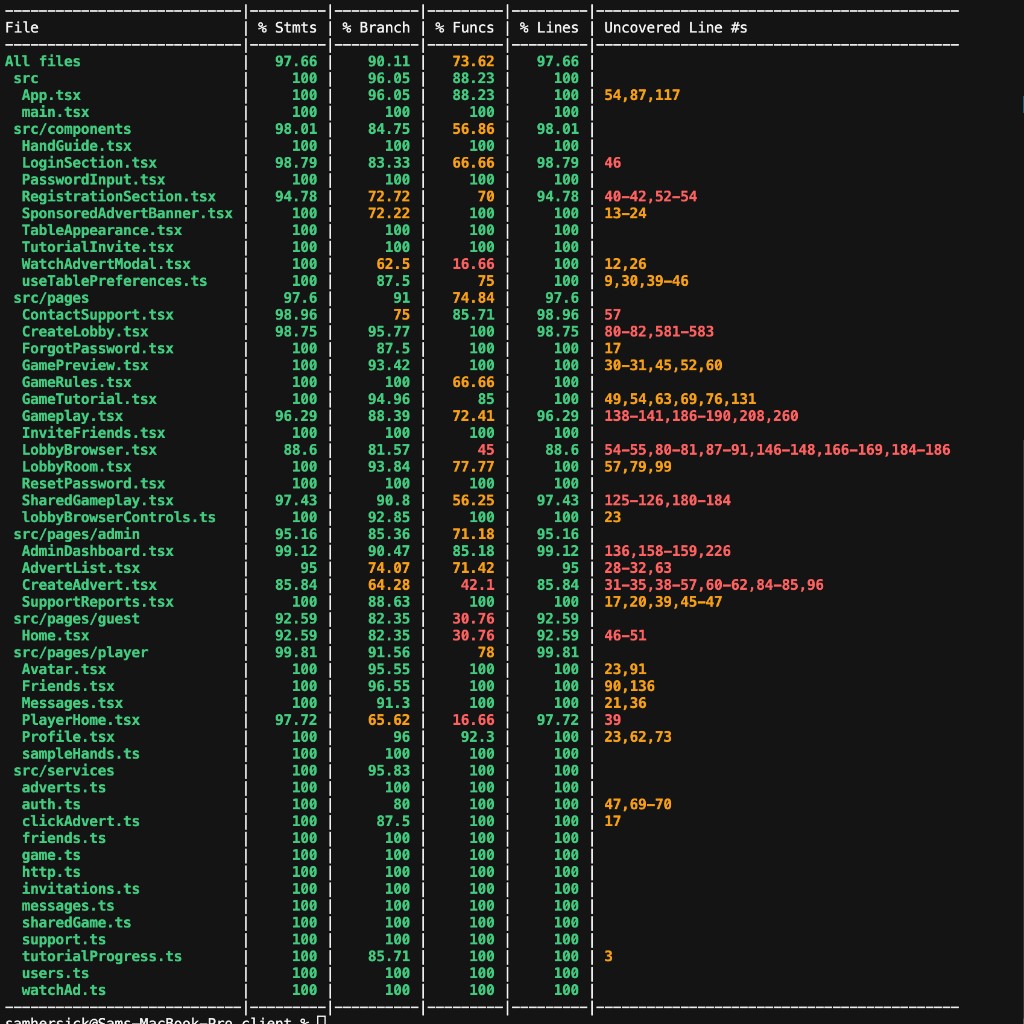 File | % Stmts | % Branch | % Funcs | % Lines | Uncovered Line #s
All files | 97.66 | 90.11 | 73.62 | 97.66 |
src | 100 | 96.05 | 88.23 | 100 |
App.tsx | 100 | 96.05 | 88.23 | 100 | 54,87,117
main.tsx | 100 | 100 | 100 | 100 |
src/components | 98.01 | 84.75 | 56.86 | 98.01 |
HandGuide.tsx | 100 | 100 | 100 | 100 |
LoginSection.tsx | 98.79 | 83.33 | 66.66 | 98.79 | 46
PasswordInput.tsx | 100 | 100 | 100 | 100 |
RegistrationSection.tsx | 94.78 | 72.72 | 70 | 94.78 | 40-42,52-54
SponsoredAdvertBanner.tsx | 100 | 72.22 | 100 | 100 | 13-24
TableAppearance.tsx | 100 | 100 | 100 | 100 |
TutorialInvite.tsx | 100 | 100 | 100 | 100 |
WatchAdvertModal.tsx | 100 | 62.5 | 16.66 | 100 | 12,26
useTablePreferences.ts | 100 | 87.5 | 75 | 100 | 9,30,39-46
src/pages | 97.6 | 91 | 74.84 | 97.6 |
ContactSupport.tsx | 98.96 | 75 | 85.71 | 98.96 | 57
CreateLobby.tsx | 98.75 | 95.77 | 100 | 98.75 | 80-82,581-583
ForgotPassword.tsx | 100 | 87.5 | 100 | 100 | 17
GamePreview.tsx | 100 | 93.42 | 100 | 100 | 30-31,45,52,60
GameRules.tsx | 100 | 100 | 66.66 | 100 |
GameTutorial.tsx | 100 | 94.96 | 85 | 100 | 49,54,63,69,76,131
Gameplay.tsx | 96.29 | 88.39 | 72.41 | 96.29 | 138-141,186-190,208,260
InviteFriends.tsx | 100 | 100 | 100 | 100 |
LobbyBrowser.tsx | 88.6 | 81.57 | 45 | 88.6 | 54-55,80-81,87-91,146-148,166-169,184-186
LobbyRoom.tsx | 100 | 93.84 | 77.77 | 100 | 57,79,99
ResetPassword.tsx | 100 | 100 | 100 | 100 |
SharedGameplay.tsx | 97.43 | 90.8 | 56.25 | 97.43 | 125-126,180-184
lobbyBrowserControls.ts | 100 | 92.85 | 100 | 100 | 23
src/pages/admin | 95.16 | 85.36 | 71.18 | 95.16 |
AdminDashboard.tsx | 99.12 | 90.47 | 85.18 | 99.12 | 136,158-159,226
AdvertList.tsx | 95 | 74.07 | 71.42 | 95 | 28-32,63
CreateAdvert.tsx | 85.84 | 64.28 | 42.1 | 85.84 | 31-35,38-57,60-62,84-85,96
SupportReports.tsx | 100 | 88.63 | 100 | 100 | 17,20,39,45-47
src/pages/guest | 92.59 | 82.35 | 30.76 | 92.59 |
Home.tsx | 92.59 | 82.35 | 30.76 | 92.59 | 46-51
src/pages/player | 99.81 | 91.56 | 78 | 99.81 |
Avatar.tsx | 100 | 95.55 | 100 | 100 | 23,91
Friends.tsx | 100 | 96.55 | 100 | 100 | 90,136
Messages.tsx | 100 | 91.3 | 100 | 100 | 21,36
PlayerHome.tsx | 97.72 | 65.62 | 16.66 | 97.72 | 39
Profile.tsx | 100 | 96 | 92.3 | 100 | 23,62,73
sampleHands.ts | 100 | 100 | 100 | 100 |
src/services | 100 | 95.83 | 100 | 100 |
adverts.ts | 100 | 100 | 100 | 100 |
auth.ts | 100 | 80 | 100 | 100 | 47,69-70
clickAdvert.ts | 100 | 87.5 | 100 | 100 | 17
friends.ts | 100 | 100 | 100 | 100 |
game.ts | 100 | 100 | 100 | 100 |
http.ts | 100 | 100 | 100 | 100 |
invitations.ts | 100 | 100 | 100 | 100 |
messages.ts | 100 | 100 | 100 | 100 |
sharedGame.ts | 100 | 100 | 100 | 100 |
support.ts | 100 | 100 | 100 | 100 |
tutorialProgress.ts | 100 | 85.71 | 100 | 100 | 3
users.ts | 100 | 100 | 100 | 100 |
watchAd.ts | 100 | 100 | 100 | 100 |
samhersick@Sams-MacBook-Pro client %